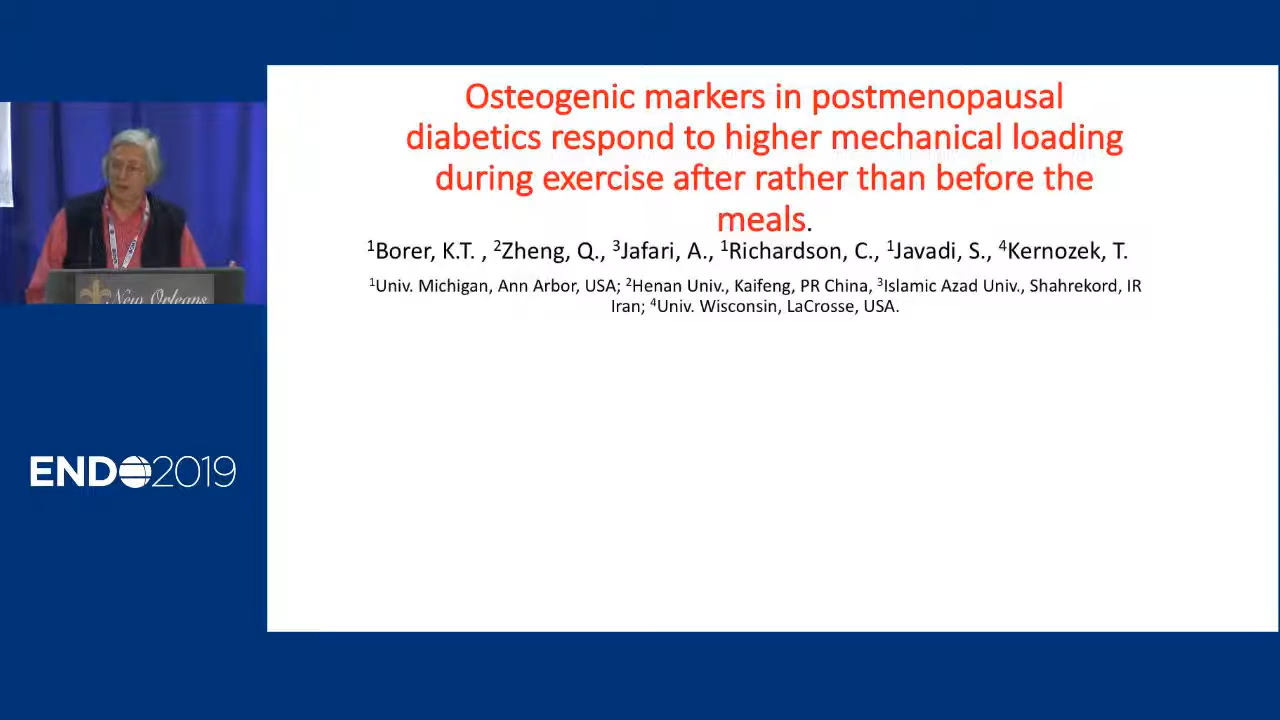 Osteogenic markers in postmenopausal
diabetics respond to higher mechanical loading
during exercise after rather than before the
meals.
¹Borer, K.T. , ²Zheng, Q., ³Jafari, A., ¹Richardson, C., ¹Javadi, S., ⁴Kernozek, T.
¹Univ. Michigan, Ann Arbor, USA; ²Henan Univ., Kaifeng, PR China, ³Islamic Azad Univ., Shahrekord, IR
Iran; ⁴Univ. Wisconsin, LaCrosse, USA.
New Orleans
ENDO2019